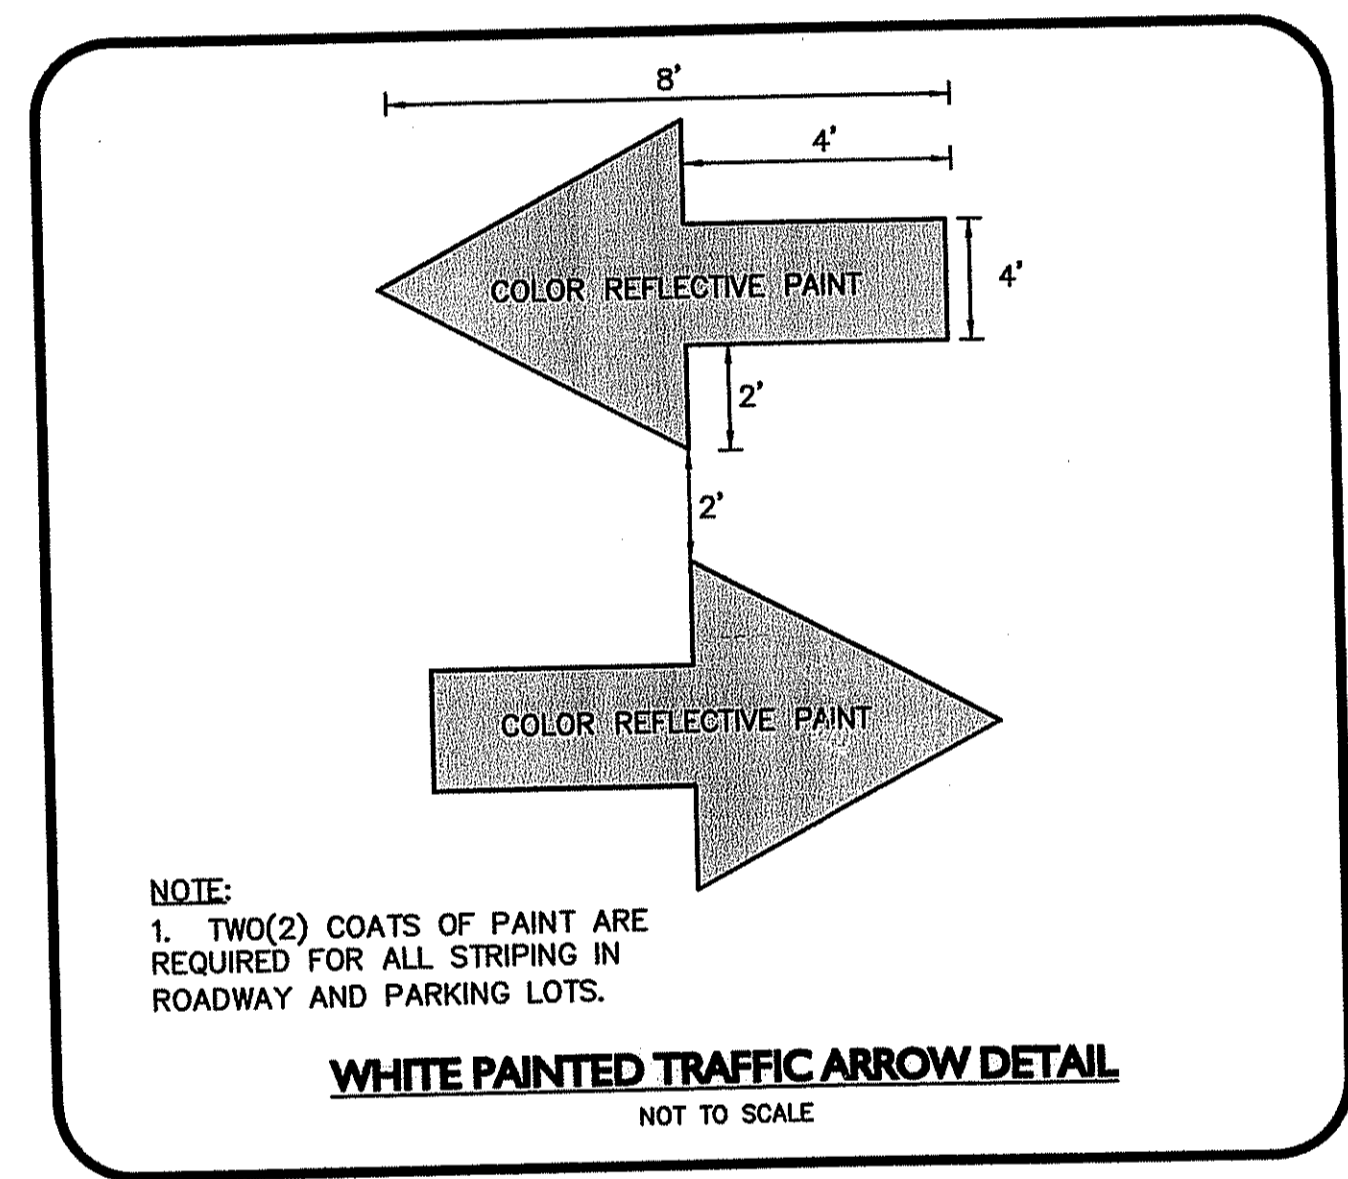 8'
4'
COLOR REFLECTIVE PAINT
4'
2'
2'
COLOR REFLECTIVE PAINT
NOTE:
1. TWO(2) COATS OF PAINT ARE
REQUIRED FOR ALL STRIPING IN
ROADWAY AND PARKING LOTS.
WHITE PAINTED TRAFFIC ARROW DETAIL
NOT TO SCALE